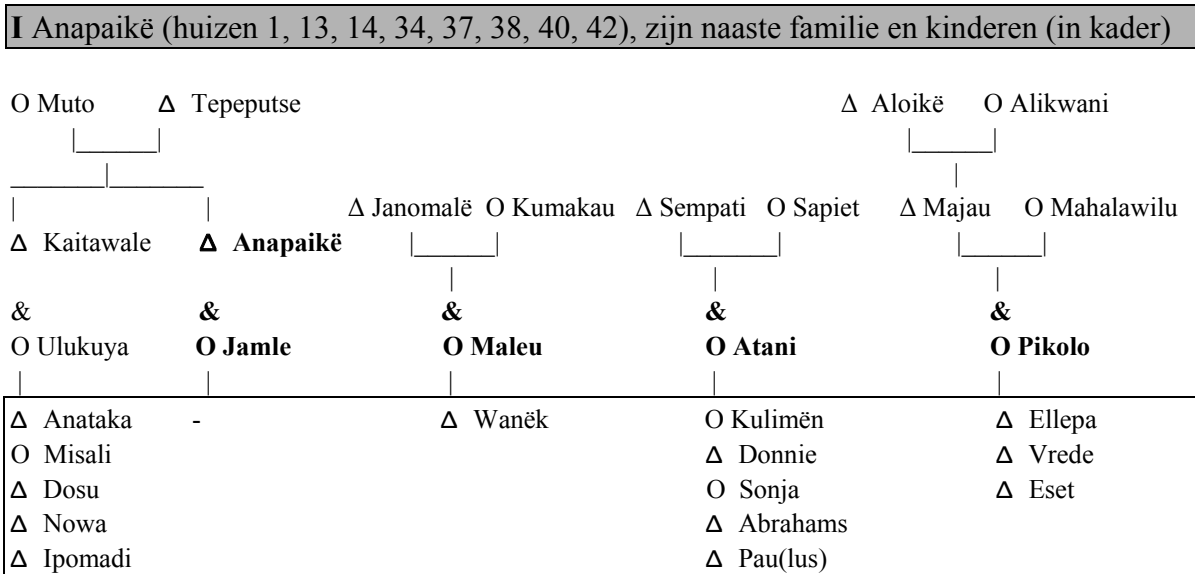 I Anapaikë (huizen 1, 13, 14, 34, 37, 38, 40, 42), zijn naaste familie en kinderen (in kader)
O Muto Δ Tepeputse Δ Aloikë O Alikwani
Δ Janomalë O Kumakau Δ Sempati O Sapiet Δ Majau O Mahalawilu
Δ Kaitawale Δ Anapaikë
& & & & &
O Ulukuya O Jamle O Maleu O Atani O Pikolo
Δ Anataka - Δ Wanëk O Kulimën Δ Ellepa
O Misali Δ Donnie Δ Vrede
Δ Dosu O Sonja Δ Eset
Δ Nowa Δ Abrahams
Δ Ipomadi Δ Pau(lus)